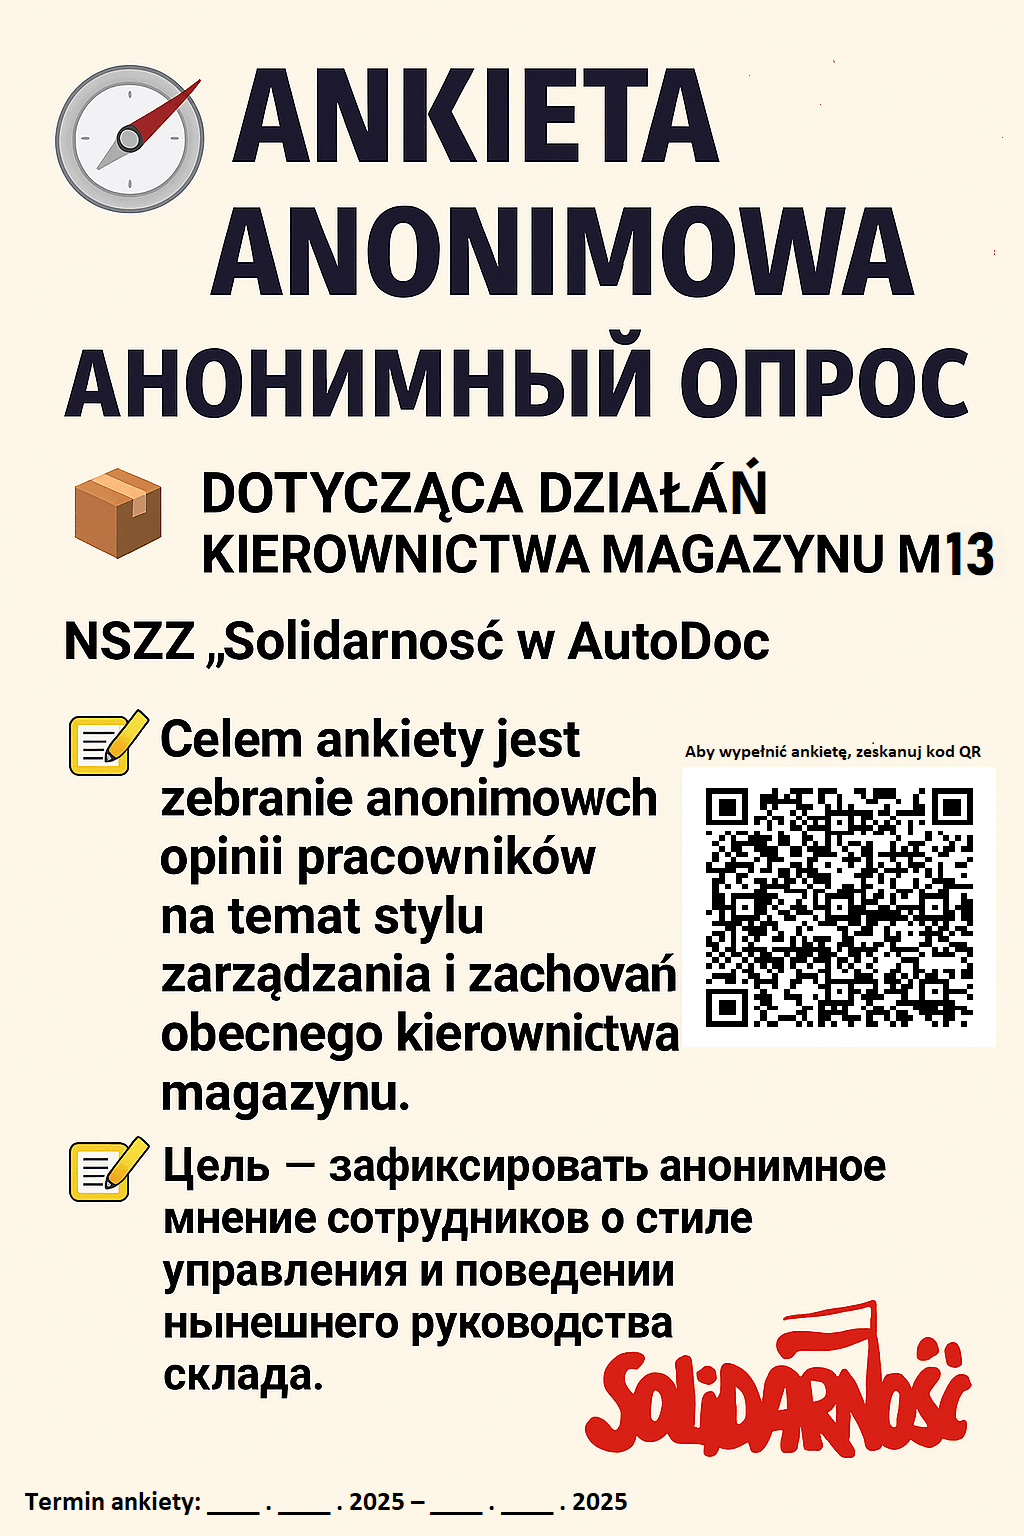 ANKIETA
ANONIMOWA
АНОНИМНЫЙ ОПРОС
DOTYCZĄCA DZIAŁÁŃ
KIEROWNICTWA MAGAZYNU M13
NSZZ „Solidarnosć w AutoDoc
Celem ankiety jest
zebranie anonimowch
opinii pracowników
na temat stylu
zarządzania i zachovań
obecnego kierownictwa
magazynu.
Aby wypełnić ankietę, zeskanuj kod QR
Цель — зафиксировать анонимное
мнение сотрудников о стиле
управления и поведении
нынешнего руководства
склада.
SOLiDARNOŚĆ
Termin ankiety: ____ . ____ . 2025 – ____ . ____ . 2025